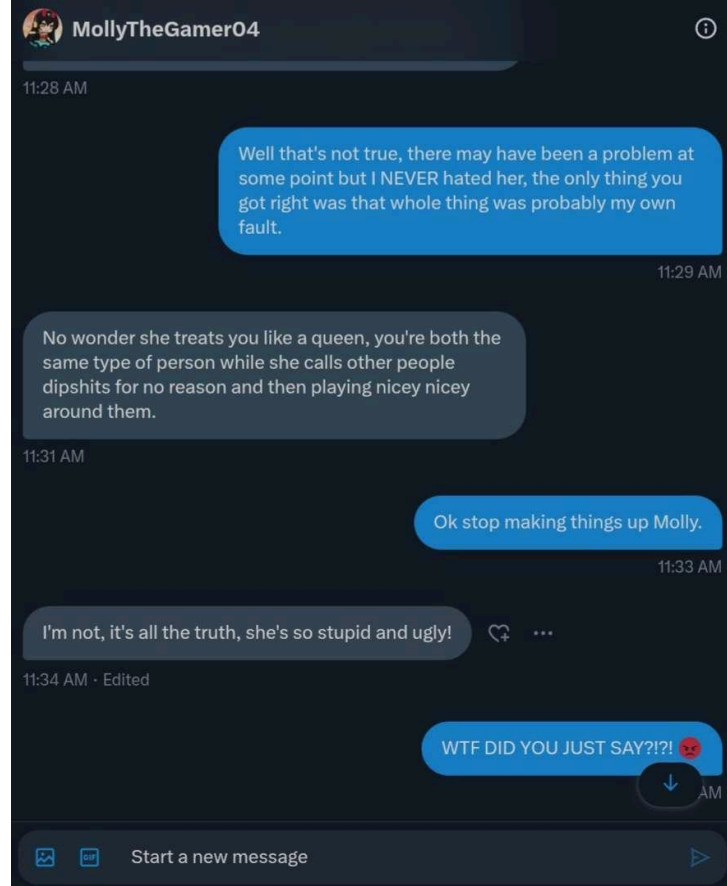 MollyTheGamer04
11:28 AM
Well that's not true, there may have been a problem at
some point but I NEVER hated her, the only thing you
got right was that whole thing was probably my own
fault.
11:29 AM
No wonder she treats you like a queen, you're both the
same type of person while she calls other people
dipshits for no reason and then playing nicey nicey
around them.
11:31 AM
Ok stop making things up Molly.
11:33 AM
I'm not, it's all the truth, she's so stupid and ugly!
11:34 AM · Edited
WTF DID YOU JUST SAY?!?! 😡
AM
GIF
Start a new message